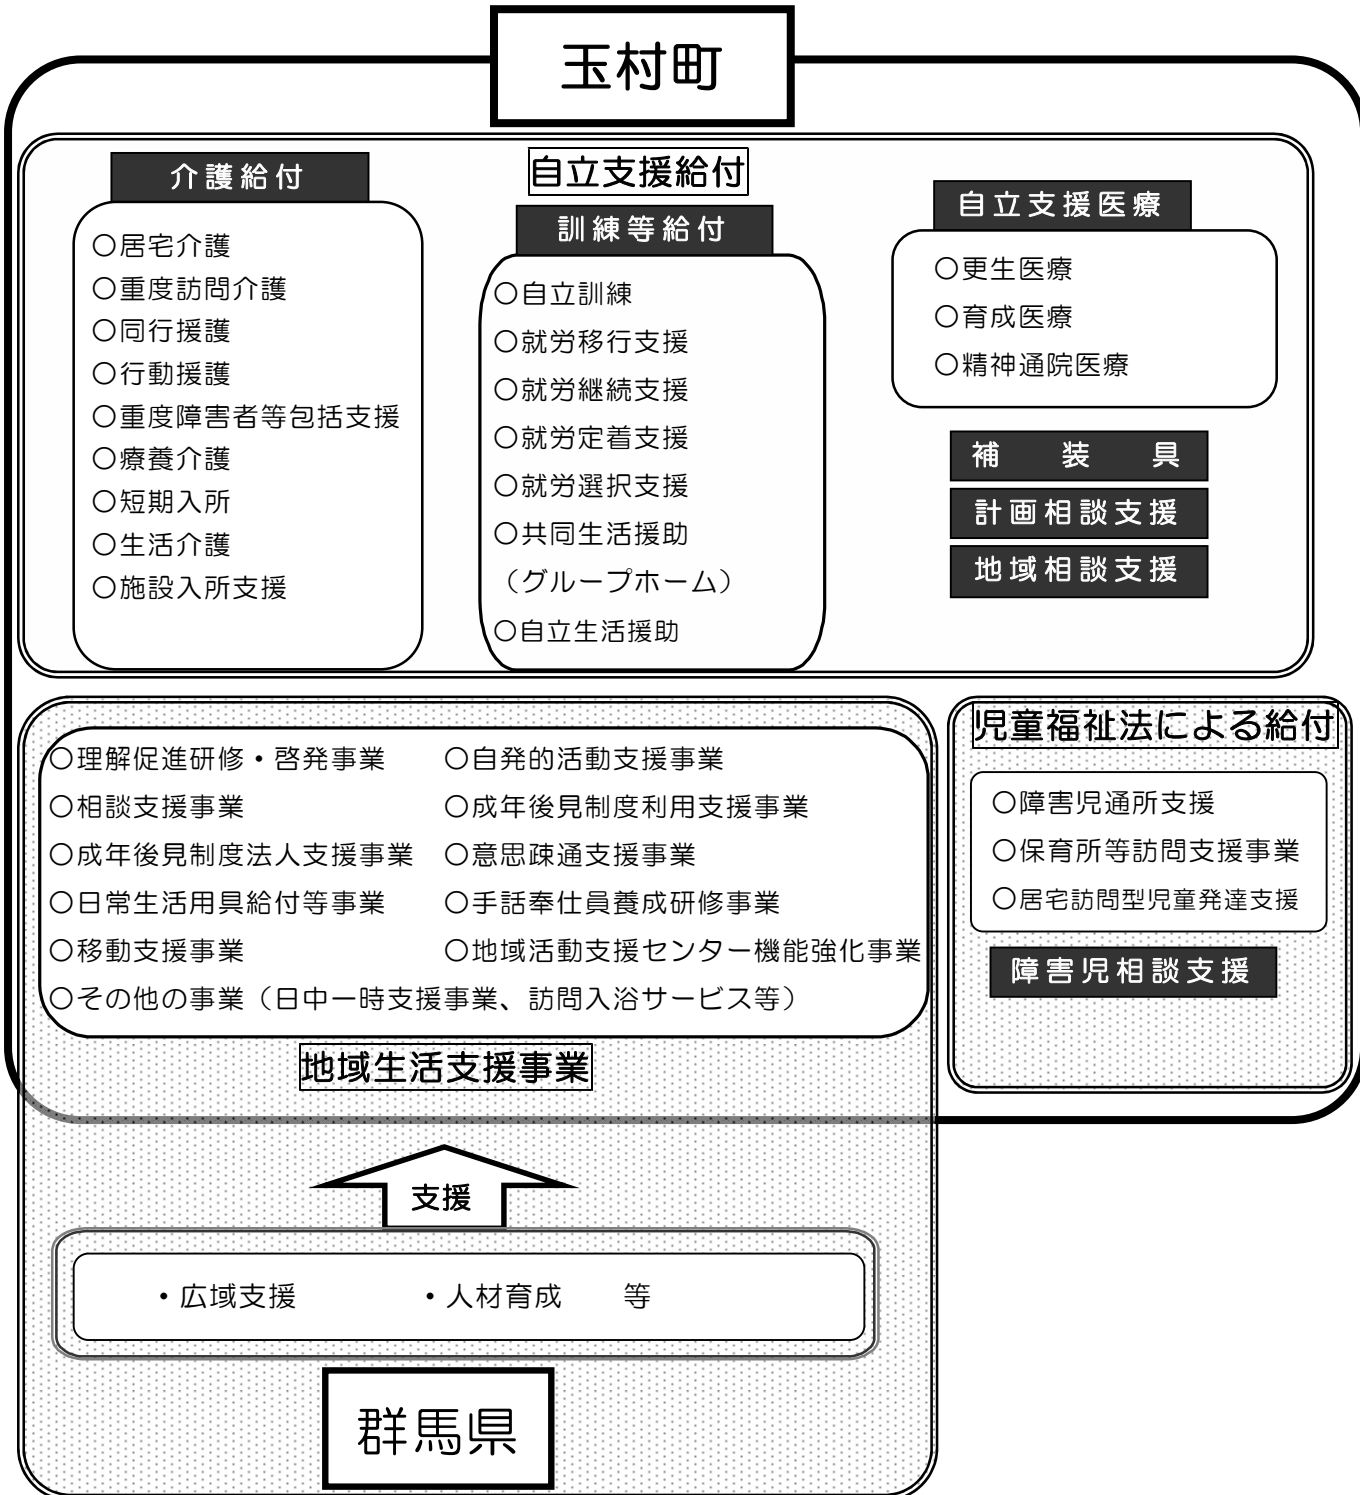 玉村町
自立支援給付
介護給付
○居宅介護
○重度訪問介護
○同行援護
○行動援護
○重度障害者等包括支援
○療養介護
○短期入所
○生活介護
○施設入所支援
訓練等給付
○自立訓練
○就労移行支援
○就労継続支援
○就労定着支援
○就労選択支援
○共同生活援助
（グループホーム）
○自立生活援助
自立支援医療
○更生医療
○育成医療
○精神通院医療
補　装　具
計画相談支援
地域相談支援
○理解促進研修・啓発事業　○自発的活動支援事業
○相談支援事業　○成年後見制度利用支援事業
○成年後見制度法人支援事業　○意思疎通支援事業
○日常生活用具給付等事業　○手話奉仕員養成研修事業
○移動支援事業　○地域活動支援センター機能強化事業
○その他の事業（日中一時支援事業、訪問入浴サービス等）
地域生活支援事業
児童福祉法による給付
○障害児通所支援
○保育所等訪問支援事業
○居宅訪問型児童発達支援
障害児相談支援
支援
・広域支援　・人材育成　等
群馬県